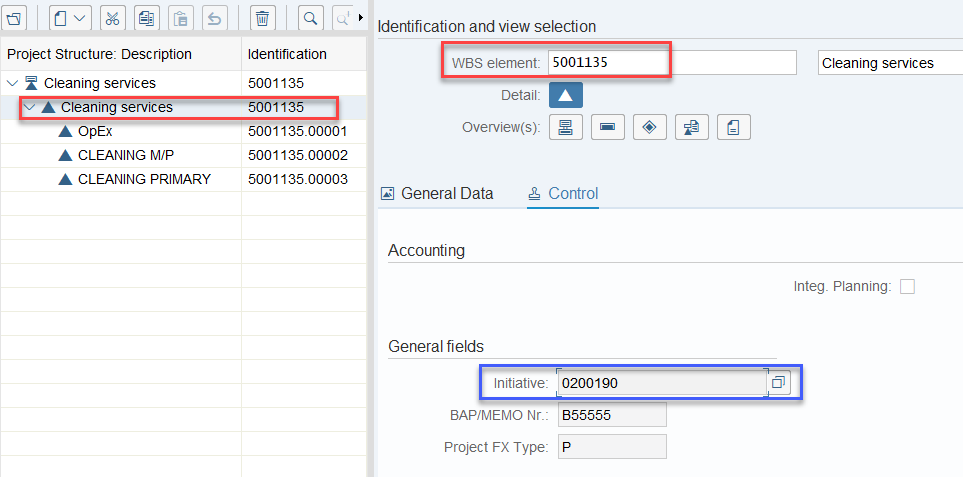 Project Structure: Description Identification
Cleaning services 5001135
Cleaning services 5001135
OpEx 5001135.00001
CLEANING M/P 5001135.00002
CLEANING PRIMARY 5001135.00003
Identification and view selection
WBS element: 5001135 Cleaning services
Detail:
Overview(s):
General Data Control
Accounting
Integ. Planning:
General fields
Initiative: 0200190
BAP/MEMO Nr.: B55555
Project FX Type: P